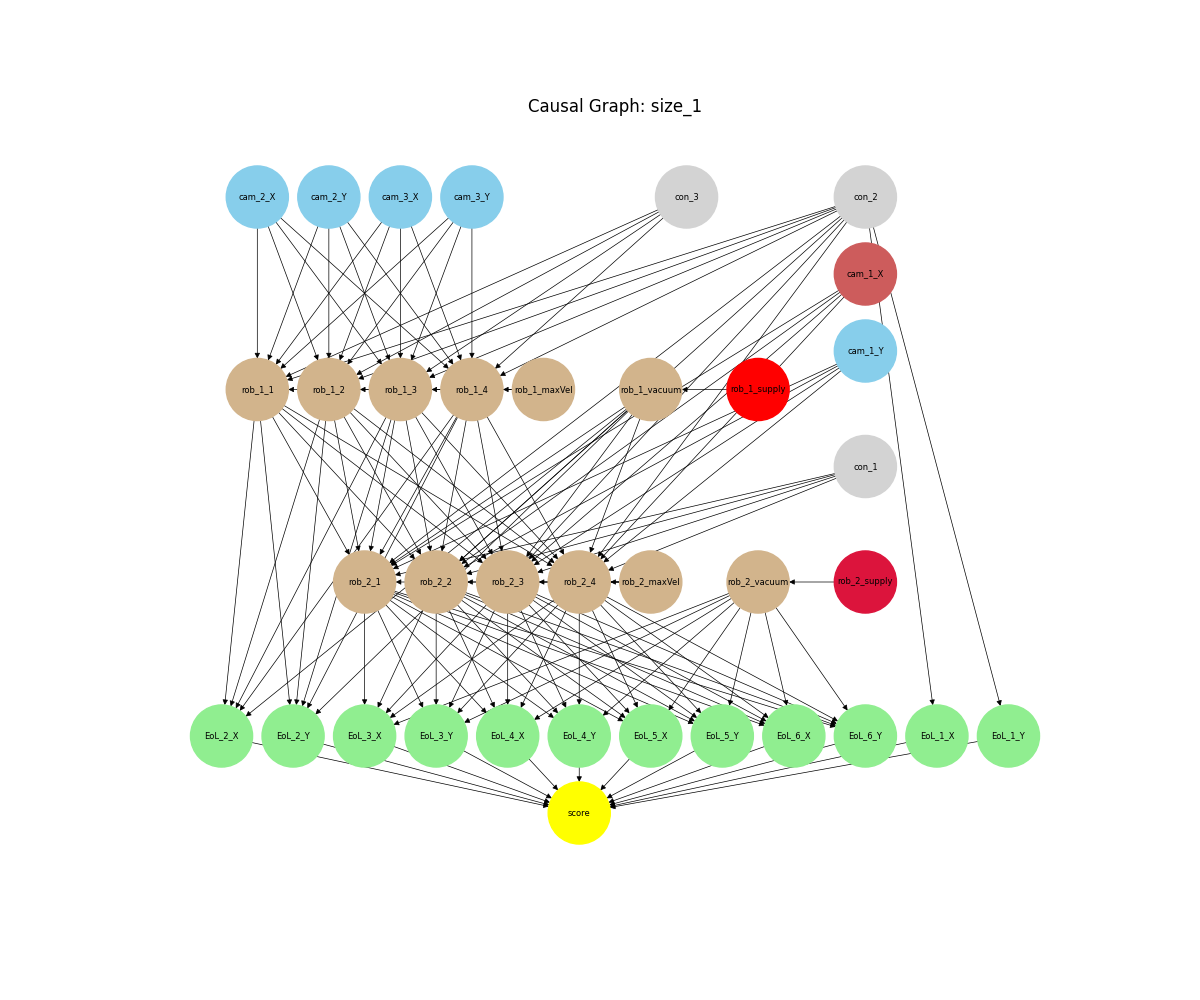 Causal Graph: size_1
cam_2_X cam_2_Y cam_3_X cam_3_Y con_3 con_2
cam_1_X
cam_1_Y
rob_1_1 rob_1_2 rob_1_3 rob_1_4 rob_1_maxVel rob_1_vacuum rob_1_supply
con_1
rob_2_1 rob_2_2 rob_2_3 rob_2_4 rob_2_maxVel rob_2_vacuum rob_2_supply
EoL_2_X EoL_2_Y EoL_3_X EoL_3_Y EoL_4_X EoL_4_Y EoL_5_X EoL_5_Y EoL_6_X EoL_6_Y EoL_1_X EoL_1_Y
score